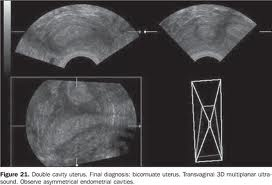 Figure 21. Double cavity uterus. Final diagnosis: bicornuate uterus. Transvaginal 3D multiplanar ultra-
sound. Observe asymmetrical endometrial cavities.